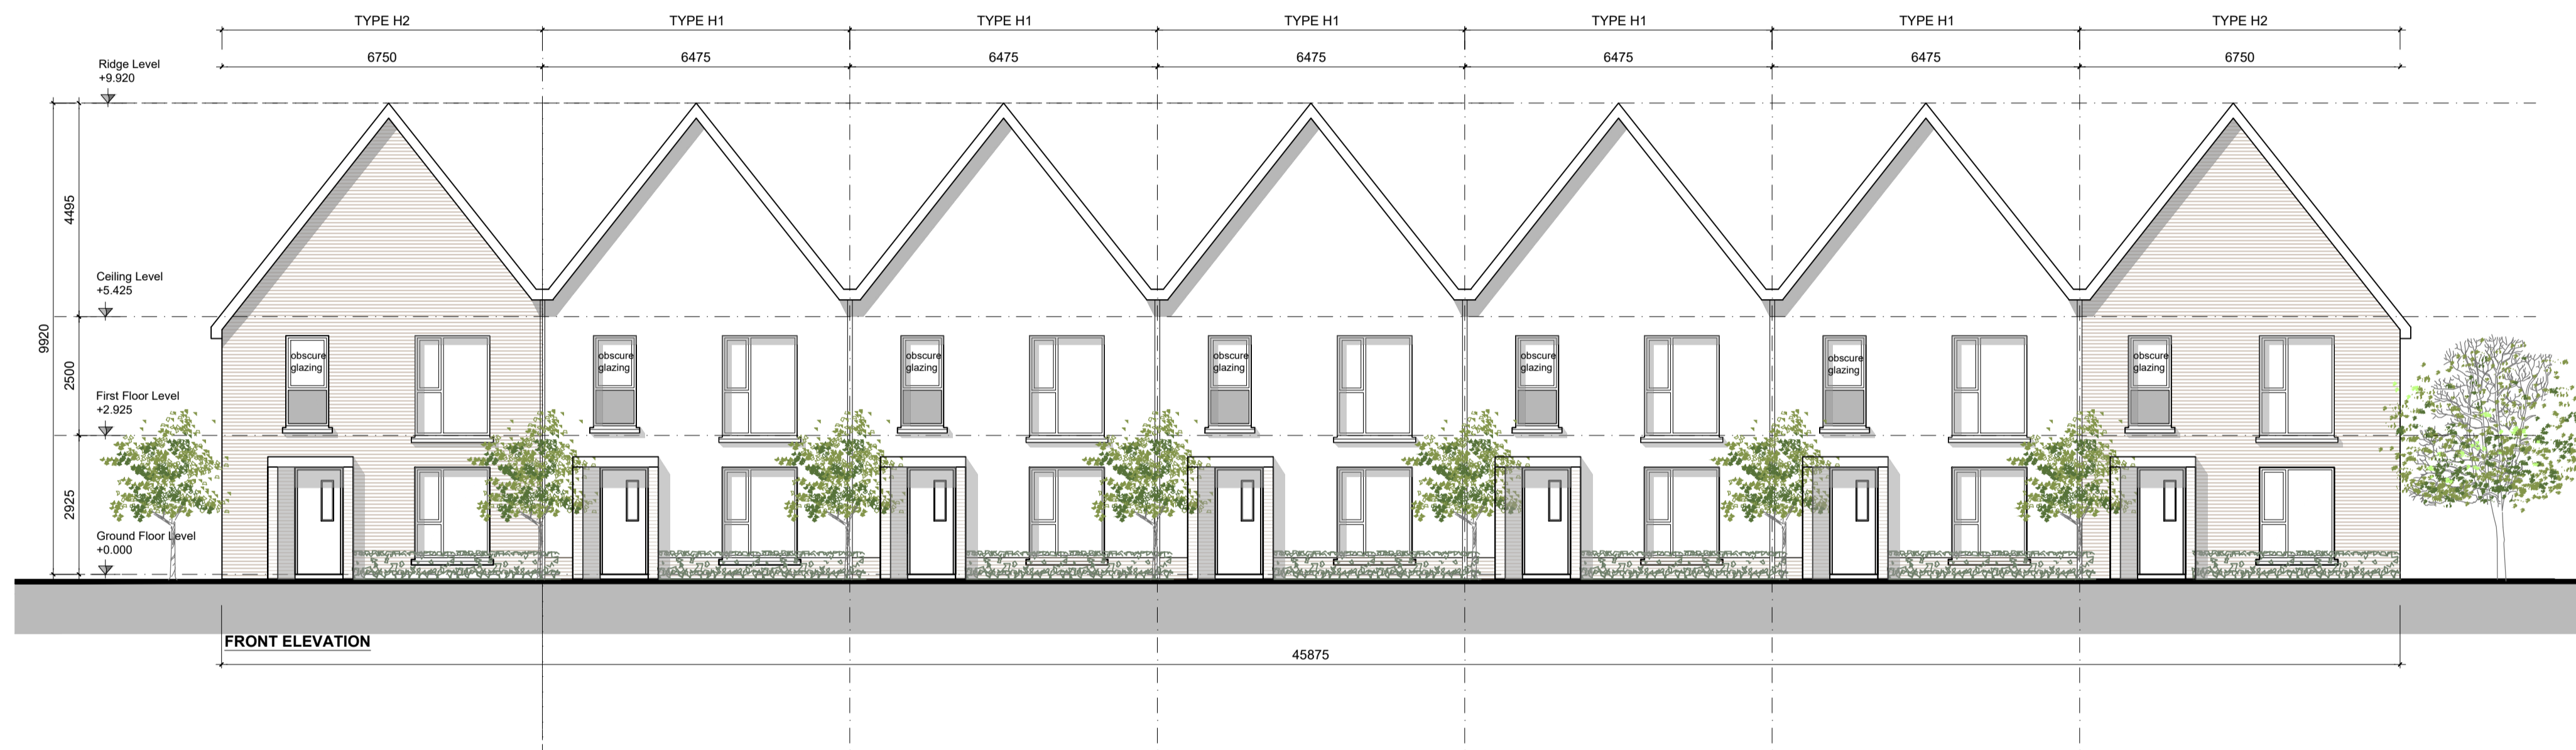 TYPE H2 TYPE H1 TYPE H1 TYPE H1 TYPE H1 TYPE H1 TYPE H2
6750 6475 6475 6475 6475 6475 6750
Ridge Level
+9.920
4495
Ceiling Level
+5.425
9920
2500
obscure obscure obscure obscure obscure obscure obscure
glazing glazing glazing glazing glazing glazing glazing
First Floor Level
+2.925
2925
Ground Floor Level
+0.000
FRONT ELEVATION
45875